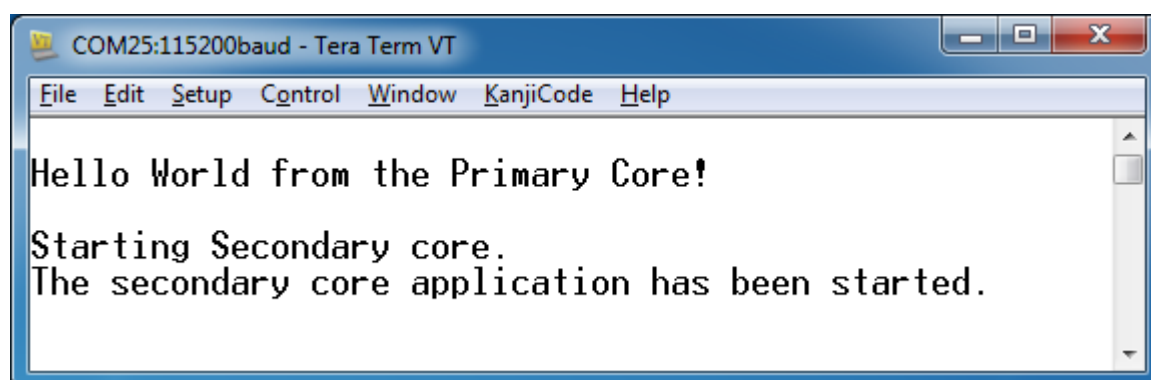 COM25:115200baud - Tera Term VT
File Edit Setup Control Window KanjiCode Help
Hello World from the Primary Core!
Starting Secondary core.
The secondary core application has been started.